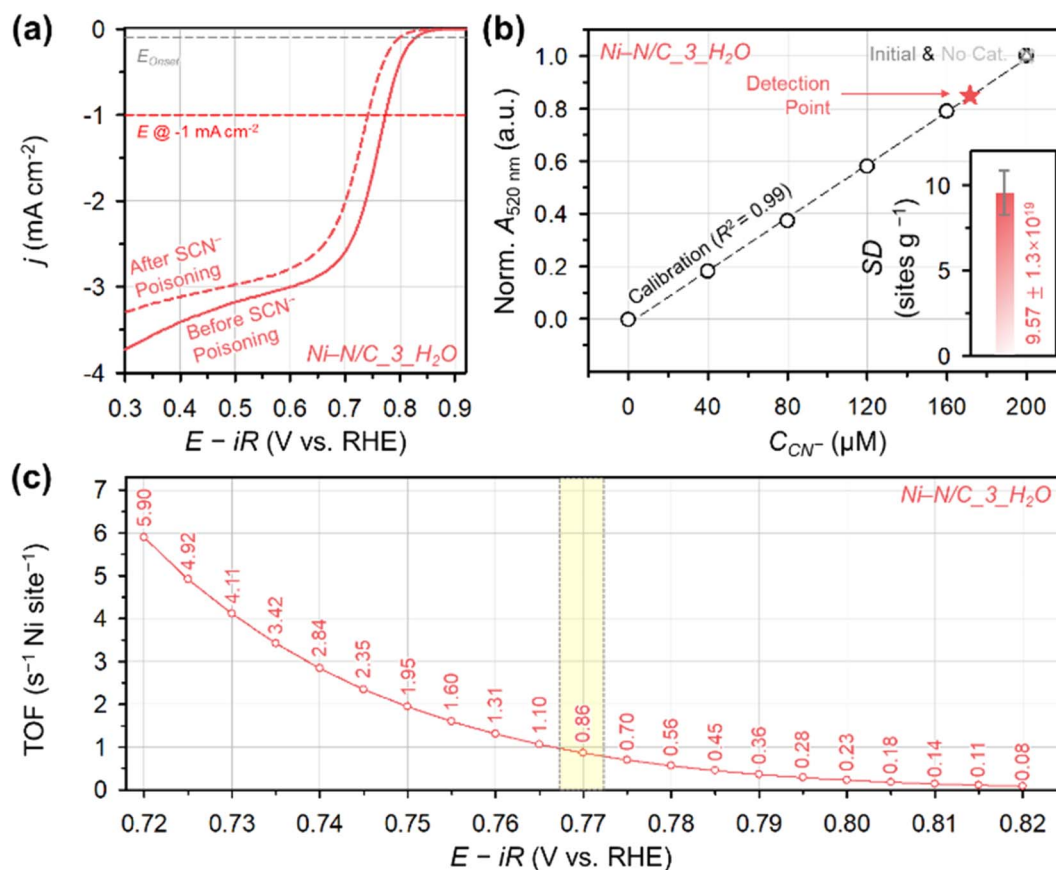 (a)
0
-1
-2
-3
-4
j (mA cm⁻²)
E_Onset
E @ -1 mA cm⁻²
After SCN⁻
Poisoning
Before SCN⁻
Poisoning
Ni–N/C_3_H₂O
0.3 0.4 0.5 0.6 0.7 0.8 0.9
E − iR (V vs. RHE)
(b)
Ni–N/C_3_H₂O
Initial & No Cat.
Detection
Point
Calibration (R² = 0.99)
1.0
0.8
0.6
0.4
0.2
0.0
Norm. A₅₂₀ ₙₘ (a.u.)
10
5
0
SD
(sites g⁻¹)
9.57 ± 1.3×10¹⁹
0 40 80 120 160 200
C_CN⁻ (µM)
(c)
Ni–N/C_3_H₂O
7
6
5
4
3
2
1
0
TOF (s⁻¹ Ni site⁻¹)
5.90 4.92 4.11 3.42 2.84 2.35 1.95 1.60 1.31 1.10 0.86 0.70 0.56 0.45 0.36 0.28 0.23 0.18 0.14 0.11 0.08
0.72 0.73 0.74 0.75 0.76 0.77 0.78 0.79 0.80 0.81 0.82
E − iR (V vs. RHE)